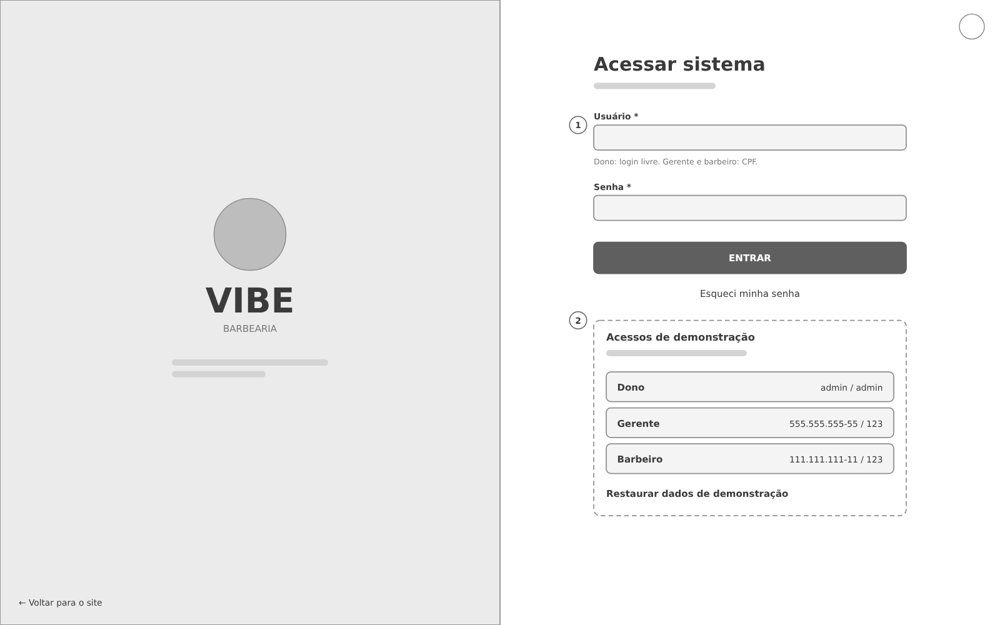 VIBE
BARBEARIA
← Voltar para o site
Acessar sistema
1
Usuário *
Dono: login livre. Gerente e barbeiro: CPF.
Senha *
ENTRAR
Esqueci minha senha
2
Acessos de demonstração
Dono admin / admin
Gerente 555.555.555-55 / 123
Barbeiro 111.111.111-11 / 123
Restaurar dados de demonstração